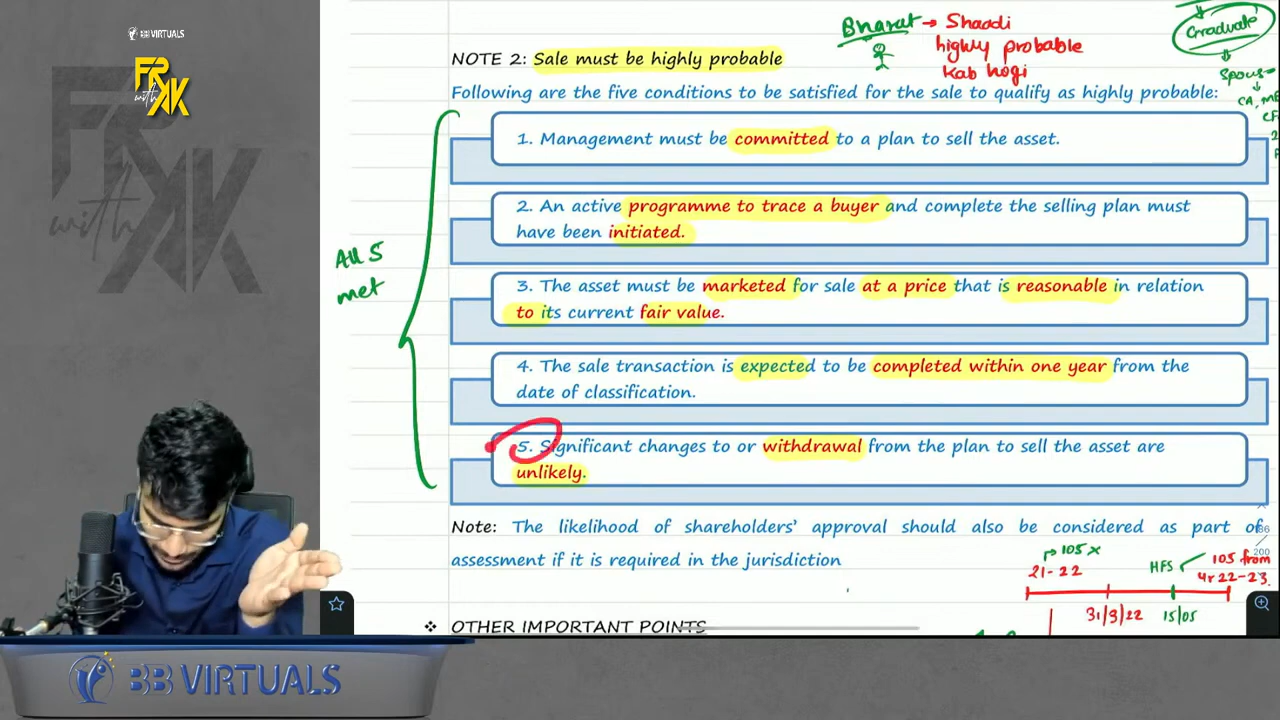 BB VIRTUALS
FR
with
AK
FR
with
AK
Bharat → Shaadi
highly probable
kab hogi
Graduate
Spous
CA,
NOTE 2: Sale must be highly probable
Following are the five conditions to be satisfied for the sale to qualify as highly probable:
1. Management must be committed to a plan to sell the asset.
2. An active programme to trace a buyer and complete the selling plan must
have been initiated.
All 5
met
3. The asset must be marketed for sale at a price that is reasonable in relation
to its current fair value.
4. The sale transaction is expected to be completed within one year from the
date of classification.
5. Significant changes to or withdrawal from the plan to sell the asset are
unlikely.
Note: The likelihood of shareholders' approval should also be considered as part of
assessment if it is required in the jurisdiction
200
105 x
21-22
HFS
105 from
4r 22-23.
31/3/22
15/05
❖ OTHER IMPORTANT POINTS
BB VIRTUALS